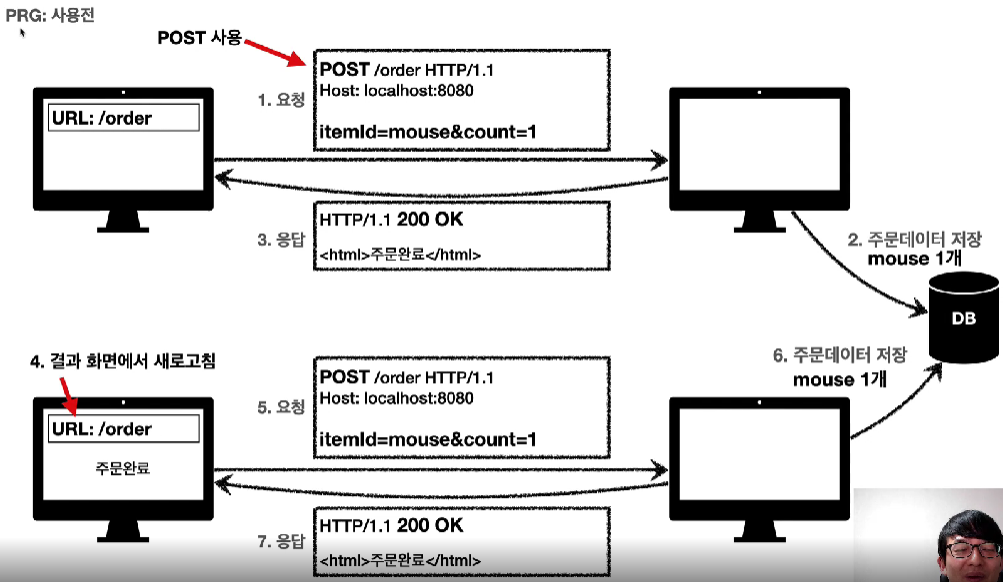 PRG: 사용전
POST 사용
POST /order HTTP/1.1
Host: localhost:8080
itemId=mouse&count=1
1. 요청
URL: /order
HTTP/1.1 200 OK
<html>주문완료</html>
3. 응답
2. 주문데이터 저장
mouse 1개
DB
4. 결과 화면에서 새로고침
URL: /order
주문완료
POST /order HTTP/1.1
Host: localhost:8080
itemId=mouse&count=1
5. 요청
6. 주문데이터 저장
mouse 1개
HTTP/1.1 200 OK
<html>주문완료</html>
7. 응답